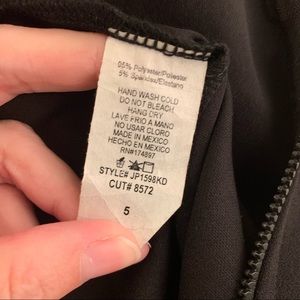 95% Polyester/Poliester
5% Spandex/Elastano
HAND WASH COLD
DO NOT BLEACH
HANG DRY
LAVE FRIO A MANO
NO USAR CLORO
MADE IN MEXICO
HECHO EN MEXICO
RN#174897
STYLE# JP1598KD
CUT# 8572
5